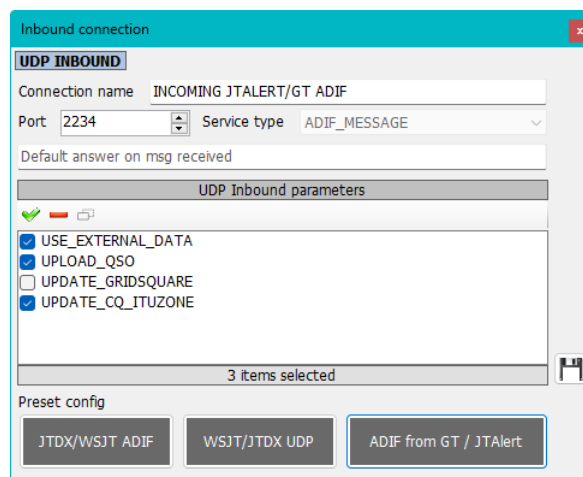 Inbound connection
x
UDP INBOUND
Connection name INCOMING JTALERT/GT ADIF
Port 2234 Service type ADIF_MESSAGE
Default answer on msg received
UDP Inbound parameters
USE_EXTERNAL_DATA
UPLOAD_QSO
UPDATE_GRIDSQUARE
UPDATE_CQ_ITUZONE
3 items selected
Preset config
JTDX/WSJT ADIF WSJT/JTDX UDP ADIF from GT / JTAlert